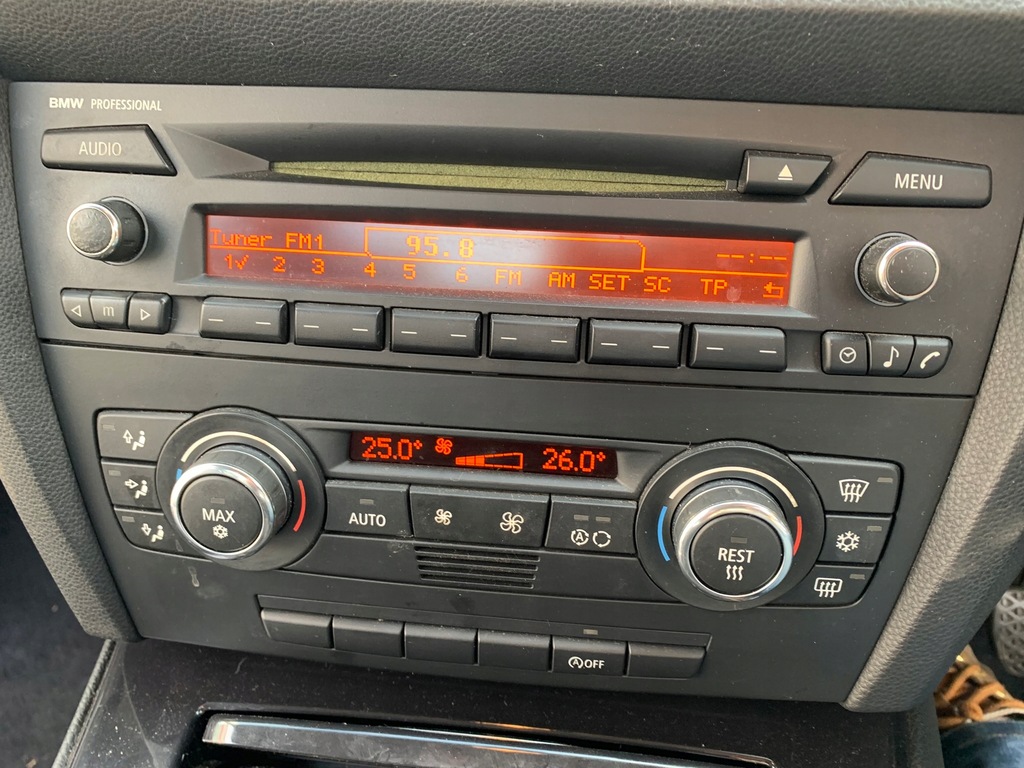 BMW PROFESSIONAL
AUDIO
MENU
Tuner FM1 95.8 --:--
1√ 2 3 4 5 6 FM AM SET SC TP
m
25.0° 26.0°
MAX
AUTO
A
REST
A OFF